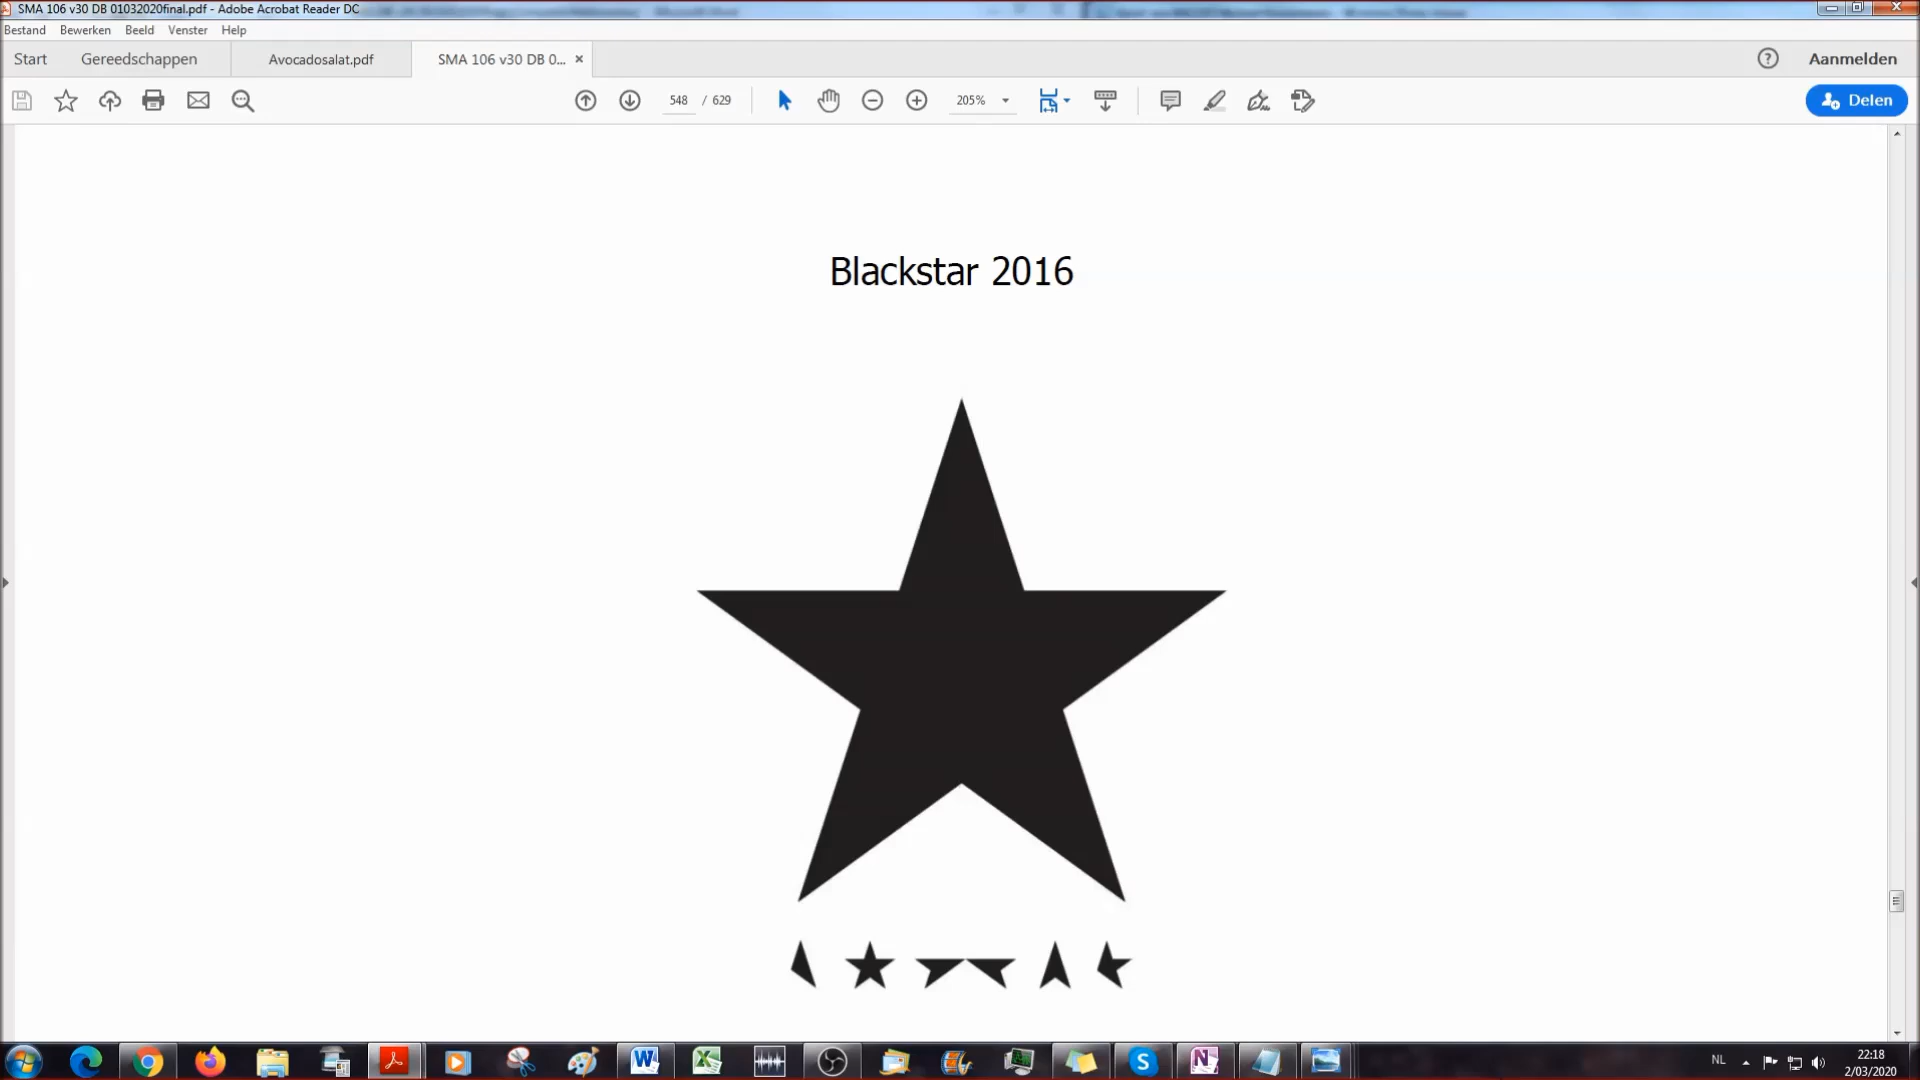 SMA 106 v30 DB 01032020final.pdf - Adobe Acrobat Reader DC
Bestand Bewerken Beeld Venster Help
Start Gereedschappen Avocadosalat.pdf SMA 106 v30 DB 0... Aanmelden
548 / 629 205% Delen
Blackstar 2016
NL 22:18
2/03/2020